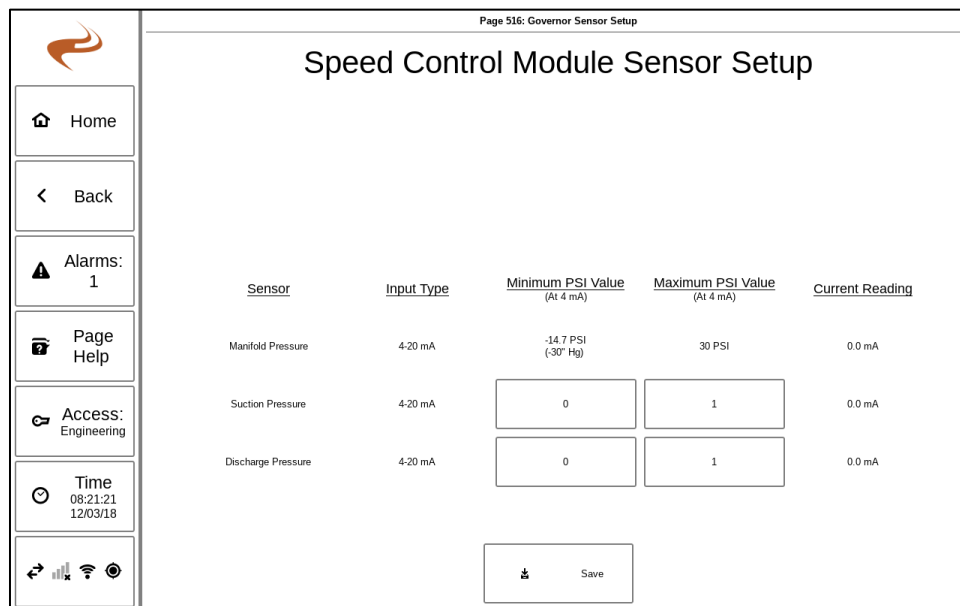 Page 516: Governor Sensor Setup
Speed Control Module Sensor Setup
Home
Back
Alarms:
1
Page
Help
Access:
Engineering
Time
08:21:21
12/03/18
Sensor Input Type Minimum PSI Value Maximum PSI Value Current Reading
(At 4 mA) (At 4 mA)
Manifold Pressure 4-20 mA -14.7 PSI 30 PSI 0.0 mA
(-30" Hg)
Suction Pressure 4-20 mA 0 1 0.0 mA
Discharge Pressure 4-20 mA 0 1 0.0 mA
Save